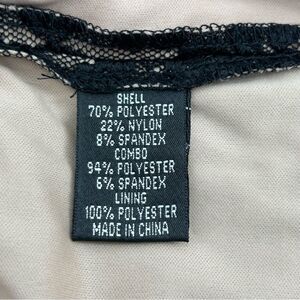 SHELL
70% POLYESTER
22% NYLON
8% SPANDEX
COMBO
94% POLYESTER
6% SPANDEX
LINING
100% POLYESTER
MADE IN CHINA